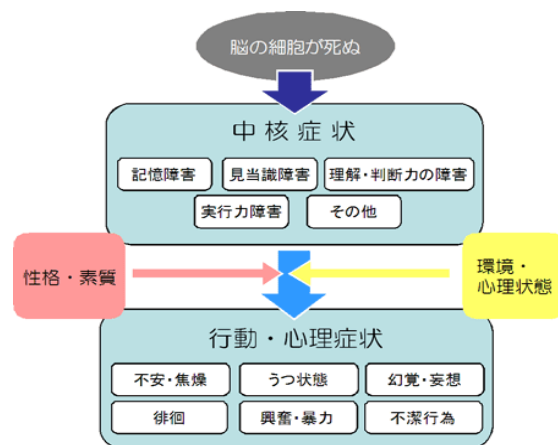 脳の細胞が死ぬ
中核症状
記憶障害
見当識障害
理解・判断力の障害
実行力障害
その他
性格・素質
環境・
心理状態
行動・心理症状
不安・焦燥
うつ状態
幻覚・妄想
徘徊
興奮・暴力
不潔行為